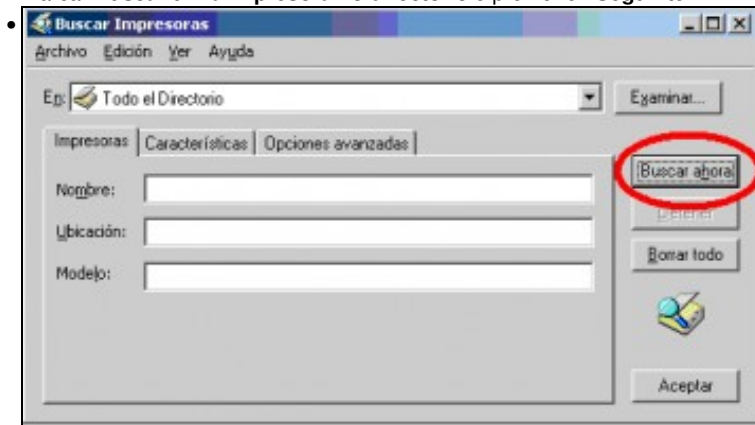 Buscar Impresoras
Archivo Edición Ver Ayuda
En: Todo el Directorio
Examinar...
Impresoras Características Opciones avanzadas
Buscar ahora
Nombre:
Detener
Ubicación:
Borrar todo
Modelo:
Aceptar